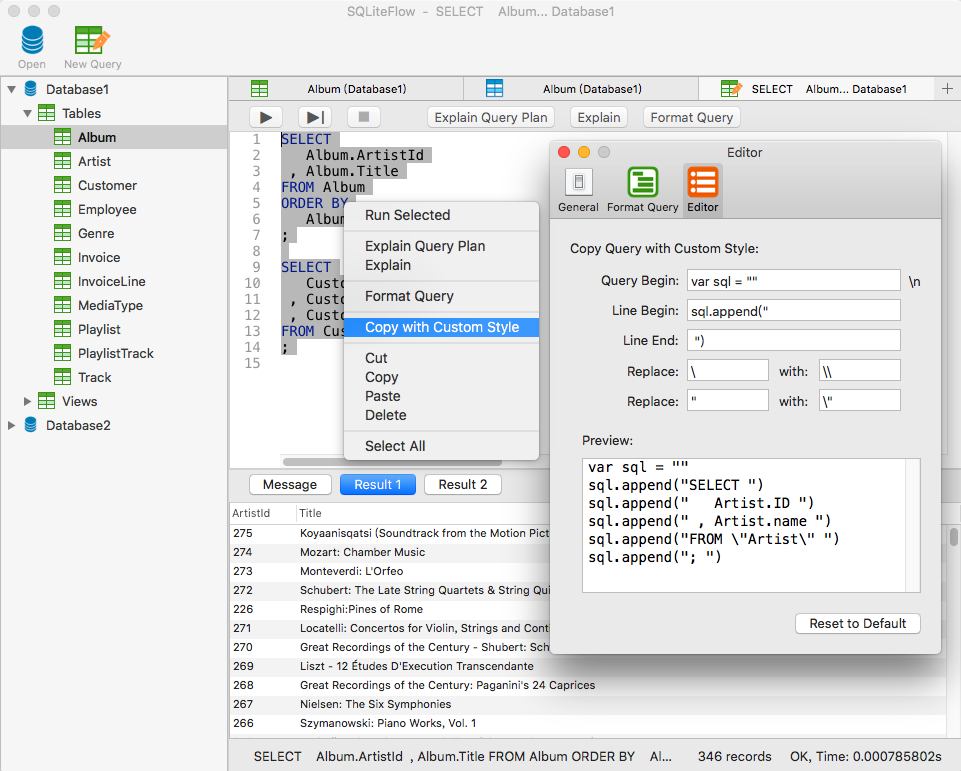 SQLiteFlow - SELECT Album... Database1
Open
New Query
Database1
Tables
Album
Artist
Customer
Employee
Genre
Invoice
InvoiceLine
MediaType
Playlist
PlaylistTrack
Track
Views
Database2
Album (Database1)
Album (Database1)
SELECT Album... Database1
Explain Query Plan
Explain
Format Query
1 SELECT
2 Album.ArtistId
3 , Album.Title
4 FROM Album
5 ORDER BY
6 Album
7 ;
8
9 SELECT
10 Custo
11 , Custo
12 , Custo
13 FROM Cus
14 ;
15
Run Selected
Explain Query Plan
Explain
Format Query
Copy with Custom Style
Cut
Copy
Paste
Delete
Select All
Editor
General
Format Query
Editor
Copy Query with Custom Style:
Query Begin: var sql = "" \n
Line Begin: sql.append("
Line End: ")
Replace: \ with: \\
Replace: " with: \"
Preview:
var sql = ""
sql.append("SELECT ")
sql.append("   Artist.ID ")
sql.append(" , Artist.name ")
sql.append("FROM \"Artist\" ")
sql.append("; ")
Reset to Default
Message
Result 1
Result 2
ArtistId Title
275 Koyaanisqatsi (Soundtrack from the Motion Pict
274 Mozart: Chamber Music
273 Monteverdi: L'Orfeo
272 Schubert: The Late String Quartets & String Qui
226 Respighi:Pines of Rome
271 Locatelli: Concertos for Violin, Strings and Conti
270 Great Recordings of the Century - Shubert: Sch
269 Liszt - 12 Études D'Execution Transcendante
268 Great Recordings of the Century: Paganini's 24 Caprices
267 Nielsen: The Six Symphonies
266 Szymanowski: Piano Works, Vol. 1
SELECT Album.ArtistId , Album.Title FROM Album ORDER BY Al... 346 records OK, Time: 0.000785802s